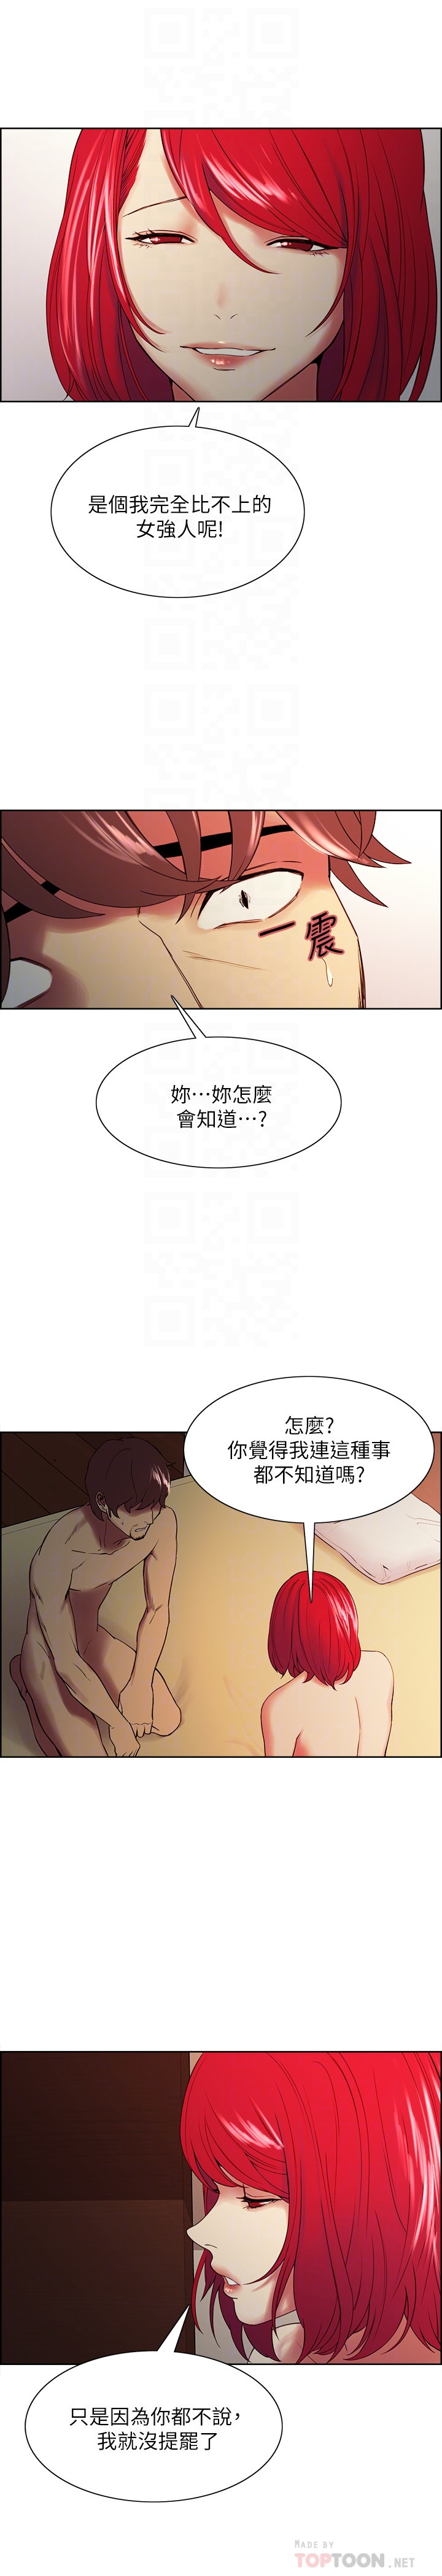 是個我完全比不上的
女強人呢!
一震
妳⋯妳怎麼
會知道⋯?
怎麼?
你覺得我連這種事
都不知道嗎?
只是因為你都不說,
我就沒提罷了
MADE BY
TOPTOON.NET